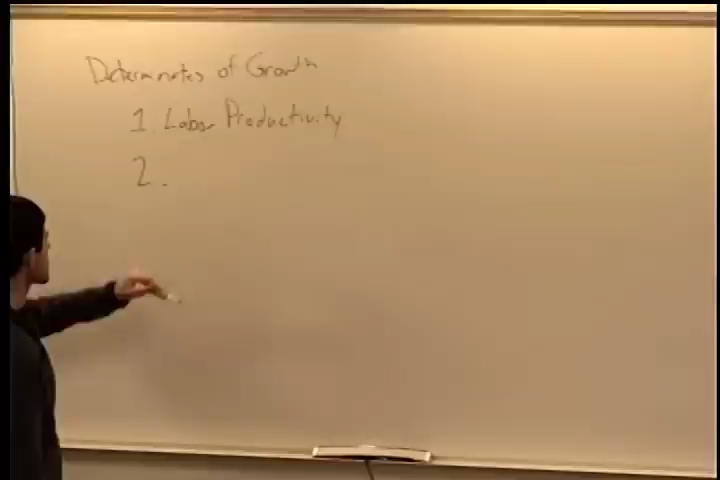 Determinates of Growth
1. Labor Productivity
2.